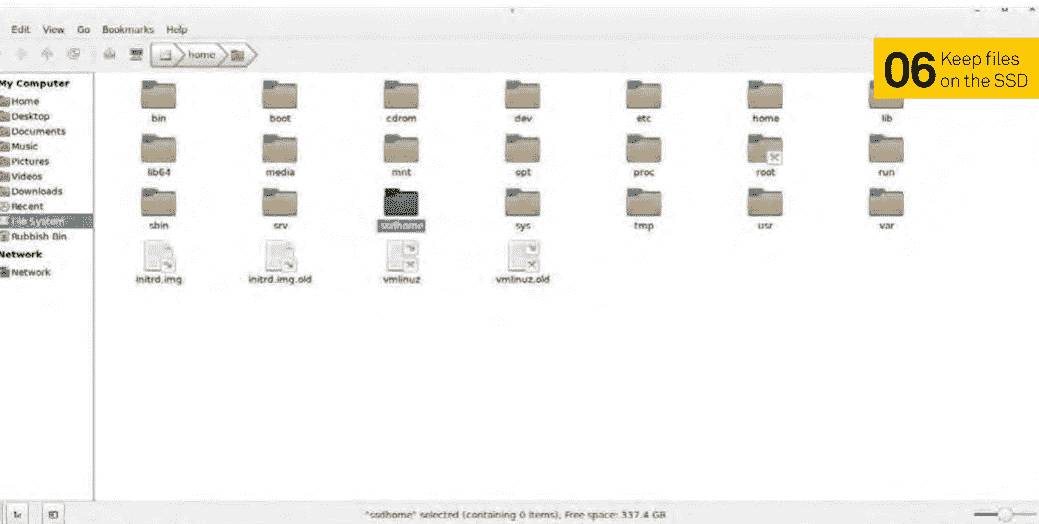 Edit View Go Bookmarks Help
home
06 Keep files
on the SSD
My Computer
Home
Desktop
Documents
Music
Pictures
Videos
Downloads
Recent
File System
Rubbish Bin
Network
Network
bin boot cdrom dev etc home lib
lib64 media mnt opt proc root run
sbin srv ssdhome sys tmp usr var
initrd.img initrd.img.old vmlinuz vmlinuz.old
"ssdhome" selected (containing 0 items), Free space: 337.4 GB